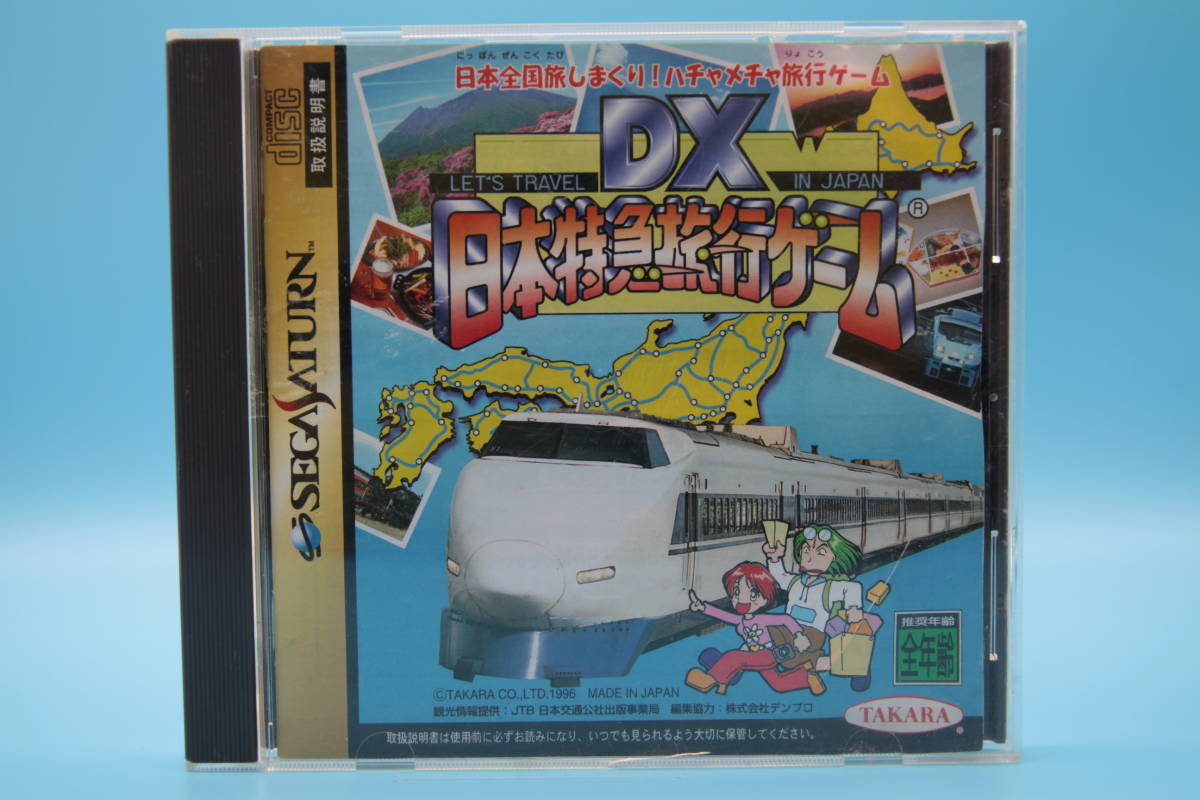 COMPACT
disc
取扱説明書
SEGA SATURN™
にっ ぽん ぜん こく たび りょ こう
日本全国旅しまくり!ハチャメチャ旅行ゲーム
DX
LET'S TRAVEL IN JAPAN
日本特急旅行ゲーム®
推奨年齢
全年齢
©TAKARA CO.,LTD.1996 MADE IN JAPAN
観光情報提供:JTB 日本交通公社出版事業局 編集協力:株式会社デンプロ
TAKARA®
取扱説明書は使用前に必ずお読みになり、いつでも見られるよう大切に保管してください。